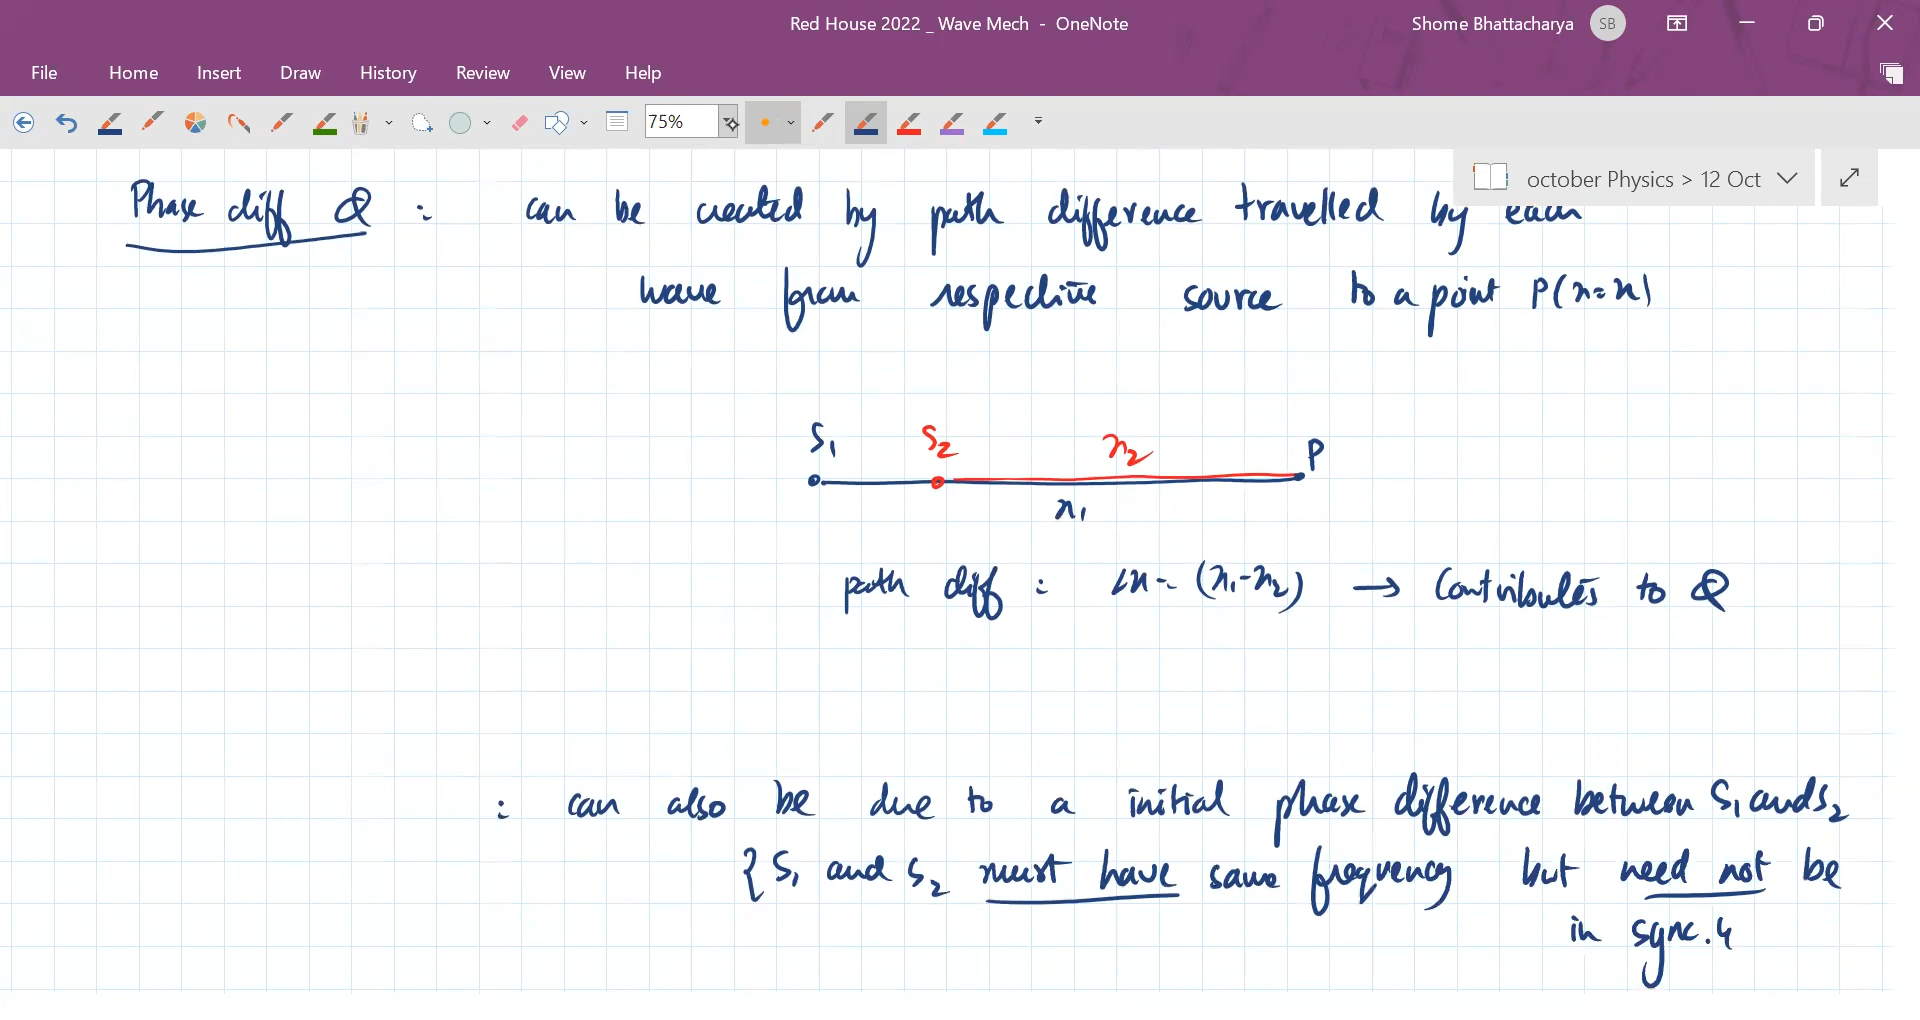 Red House 2022 _ Wave Mech - OneNote
Shome Bhattacharya SB
File Home Insert Draw History Review View Help
75%
october Physics > 12 Oct
Phase diff Q : can be created by path difference travelled by each
wave from respective source to a point P(x=x)
S1 S2 x2 P
x1
path diff : Δx = (x1-x2) → Contributes to Q
: can also be due to a initial phase difference between S1 and S2
{ S1 and S2 must have same frequency but need not be
in sync. }